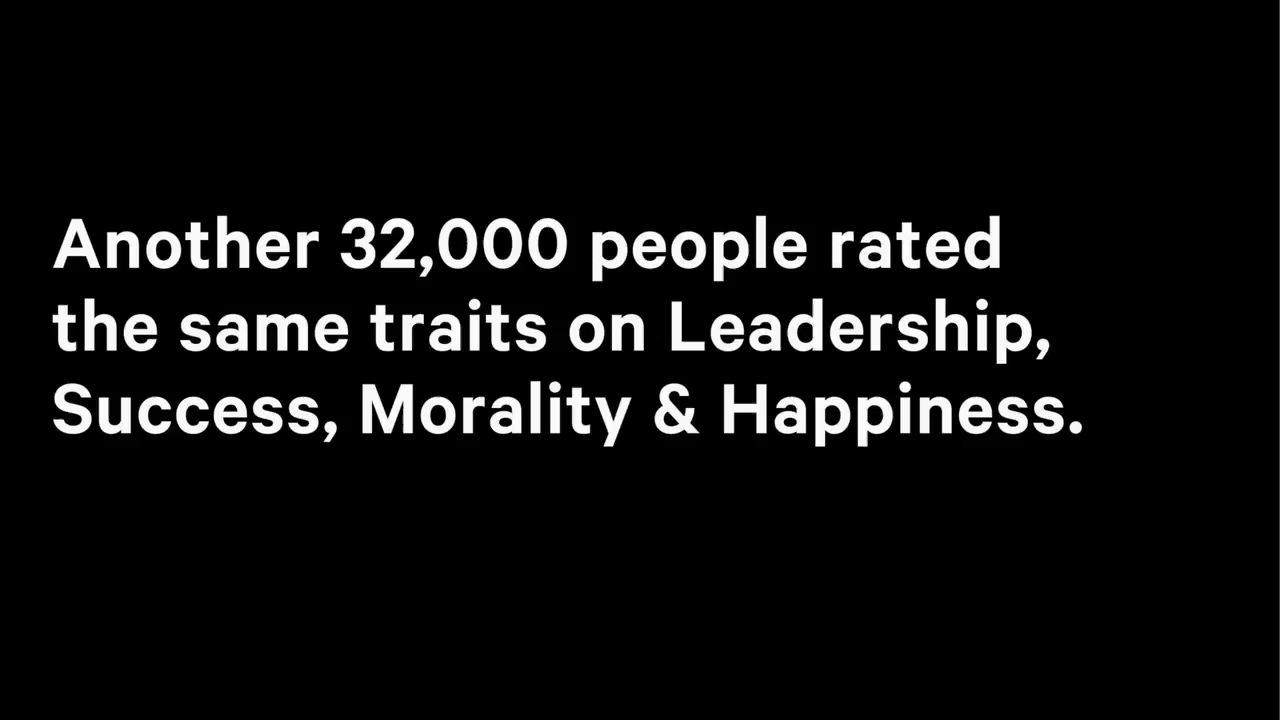 Another 32,000 people rated
the same traits on Leadership,
Success, Morality & Happiness.